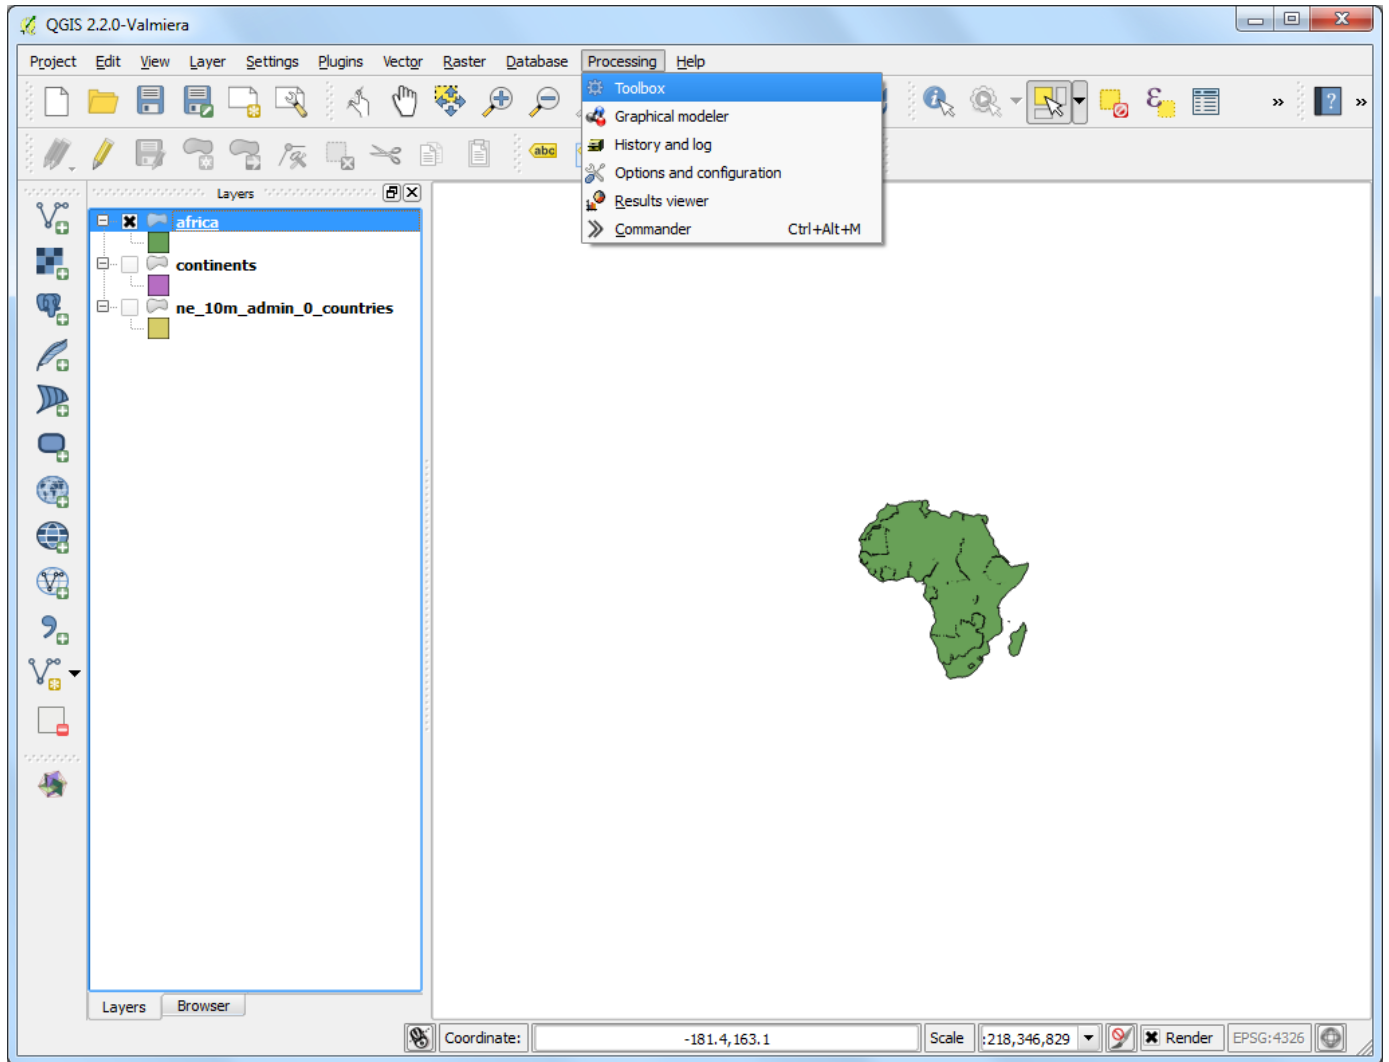 QGIS 2.2.0-Valmiera
Project Edit View Layer Settings Plugins Vector Raster Database Processing Help
Toolbox
Graphical modeler
History and log
Options and configuration
Results viewer
Commander Ctrl+Alt+M
abc
Layers
africa
continents
ne_10m_admin_0_countries
Layers Browser
Coordinate: -181.4,163.1 Scale :218,346,829 Render EPSG:4326